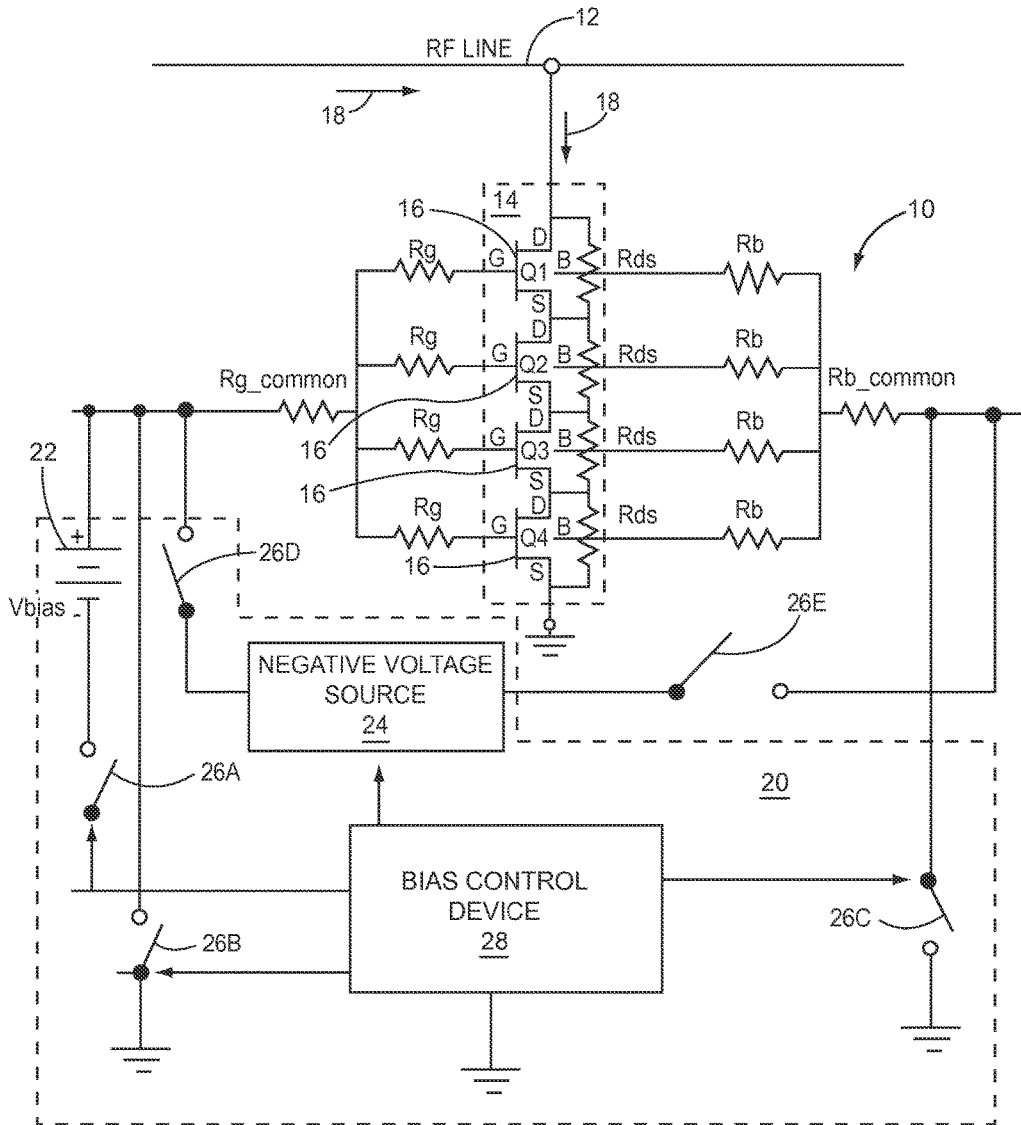 12
RF LINE
18
18
14
16
10
D
Rg
G
Q1
B
Rds
Rb
S
D
Rg
G
Q2
B
Rds
Rb
Rg_common
Rb_common
S
D
16
Rg
G
Q3
B
Rds
Rb
22
16
S
D
Rg
G
Q4
B
Rds
Rb
+
26D
16
S
Vbias
-
26E
NEGATIVE VOLTAGE
SOURCE
24
26A
20
BIAS CONTROL
DEVICE
28
26B
26C